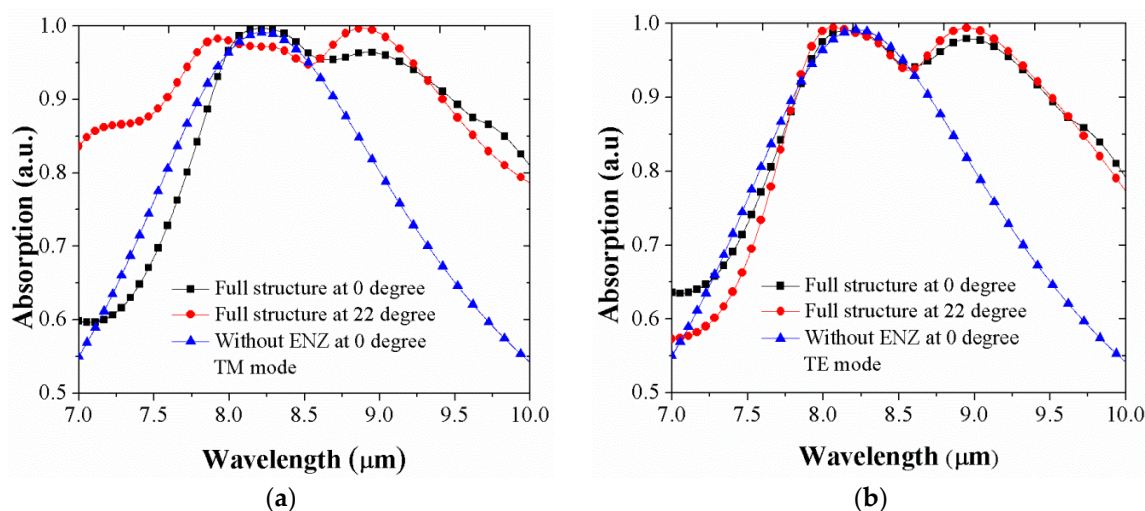 1.0
0.9
0.8
0.7
0.6
0.5
Absorption (a.u.)
Full structure at 0 degree
Full structure at 22 degree
Without ENZ at 0 degree
TM mode
7.0 7.5 8.0 8.5 9.0 9.5 10.0
Wavelength (μm)
(a)
1.0
0.9
0.8
0.7
0.6
0.5
Absorption (a.u)
Full structure at 0 degree
Full structure at 22 degree
Without ENZ at 0 degree
TE mode
7.0 7.5 8.0 8.5 9.0 9.5 10.0
Wavelength (μm)
(b)